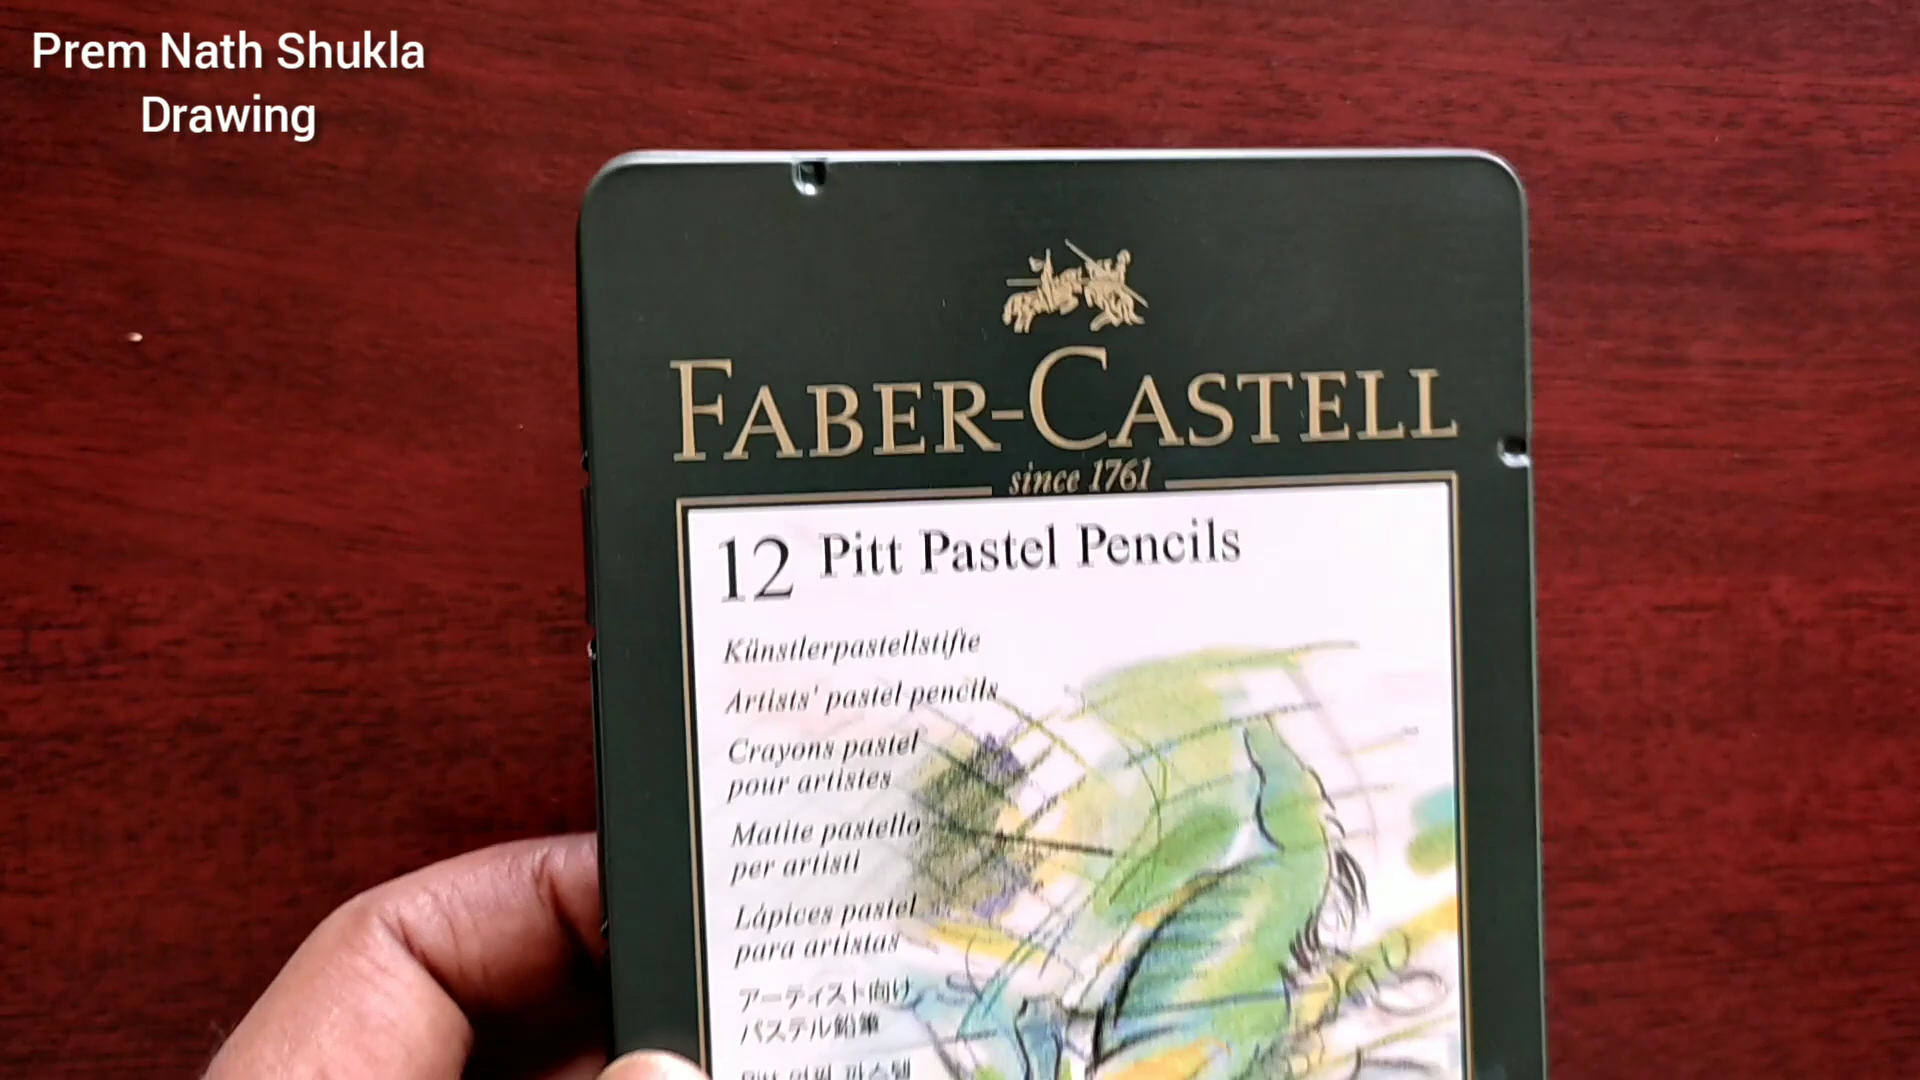 Prem Nath Shukla
Drawing
FABER-CASTELL
since 1761
12 Pitt Pastel Pencils
Künstlerpastellstifte
Artists' pastel pencils
Crayons pastel
pour artistes
Matite pastello
per artisti
Lápices pastel
para artistas
アーティスト向け
パステル鉛筆